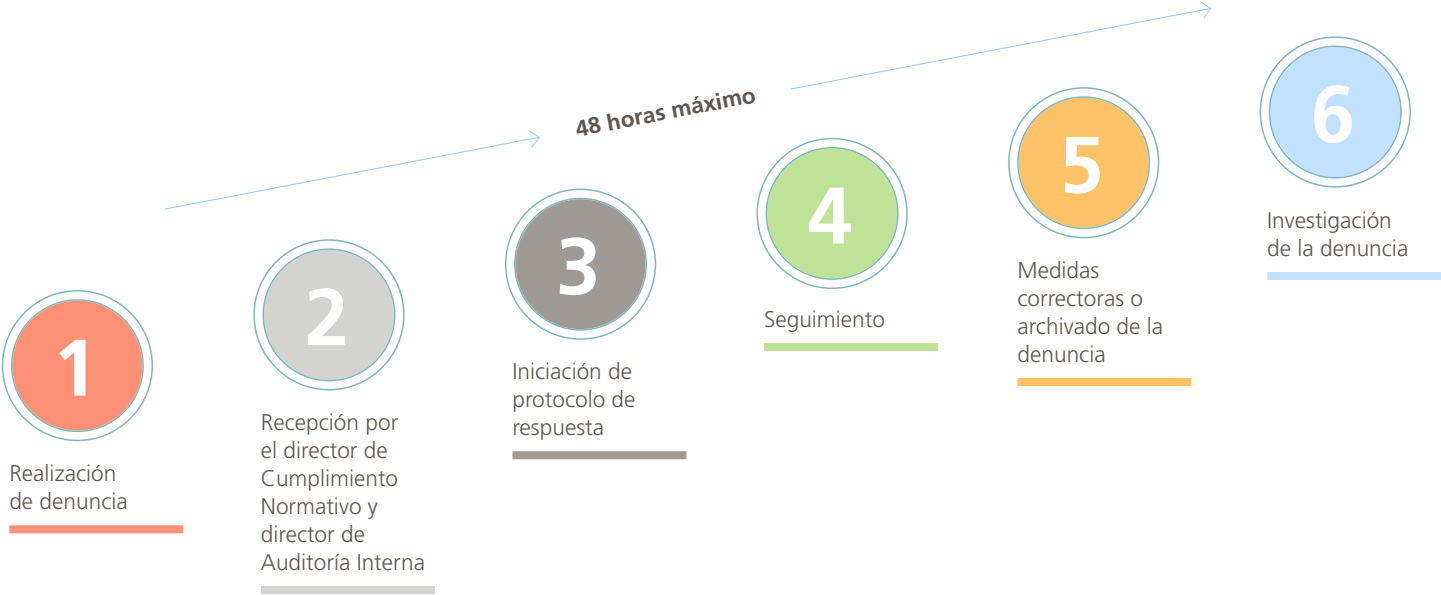 48 horas máximo
1
Realización
de denuncia
2
Recepción por
el director de
Cumplimiento
Normativo y
director de
Auditoría Interna
3
Iniciación de
protocolo de
respuesta
4
Seguimiento
5
Medidas
correctoras o
archivado de la
denuncia
6
Investigación
de la denuncia